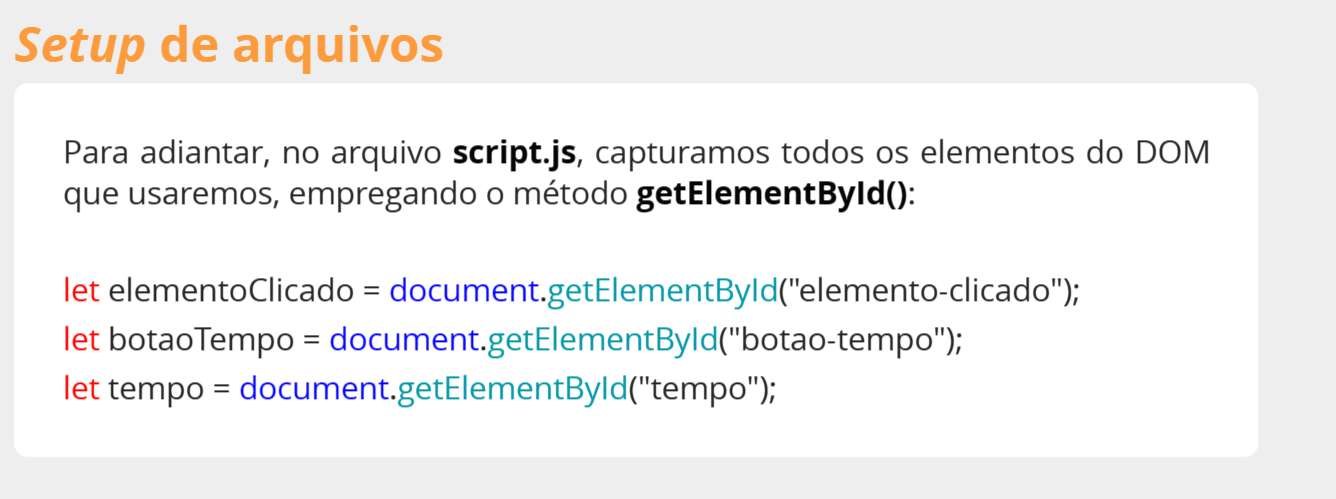 Setup de arquivos
Para adiantar, no arquivo script.js, capturamos todos os elementos do DOM
que usaremos, empregando o método getElementById():
let elementoClicado = document.getElementById("elemento-clicado");
let botaoTempo = document.getElementById("botao-tempo");
let tempo = document.getElementById("tempo");